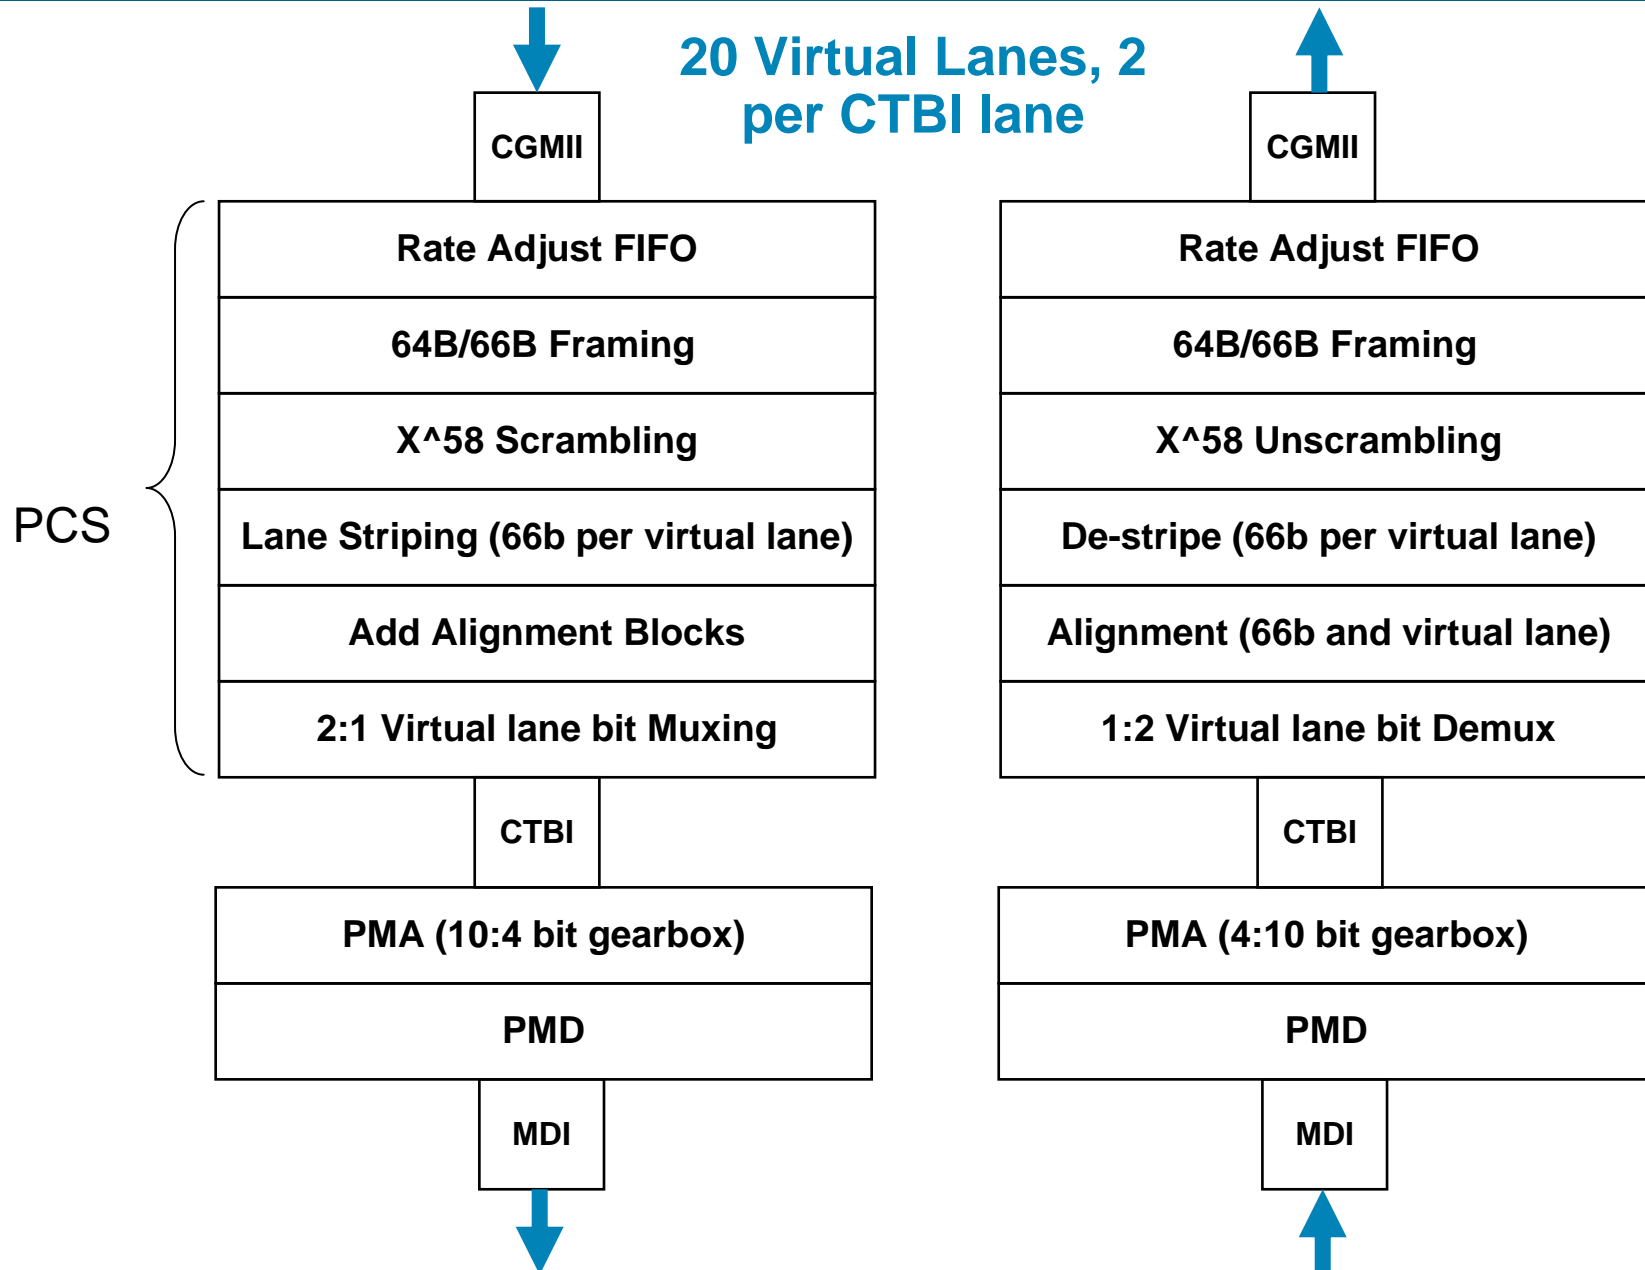 20 Virtual Lanes, 2
per CTBI lane
CGMII
Rate Adjust FIFO
64B/66B Framing
X^58 Scrambling
PCS
Lane Striping (66b per virtual lane)
Add Alignment Blocks
2:1 Virtual lane bit Muxing
CTBI
PMA (10:4 bit gearbox)
PMD
MDI
CGMII
Rate Adjust FIFO
64B/66B Framing
X^58 Unscrambling
De-stripe (66b per virtual lane)
Alignment (66b and virtual lane)
1:2 Virtual lane bit Demux
CTBI
PMA (4:10 bit gearbox)
PMD
MDI